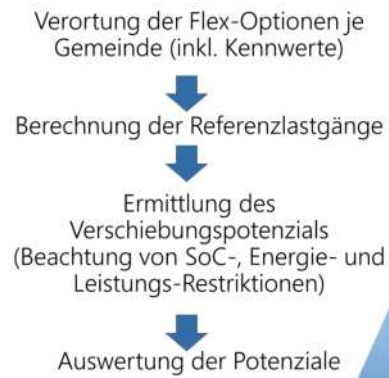 Verortung der Flex-Optionen je
Gemeinde (inkl. Kennwerte)
Berechnung der Referenzlastgänge
Ermittlung des
Verschiebungspotenzials
(Beachtung von SoC-, Energie- und
Leistungs-Restriktionen)
Auswertung der Potenziale